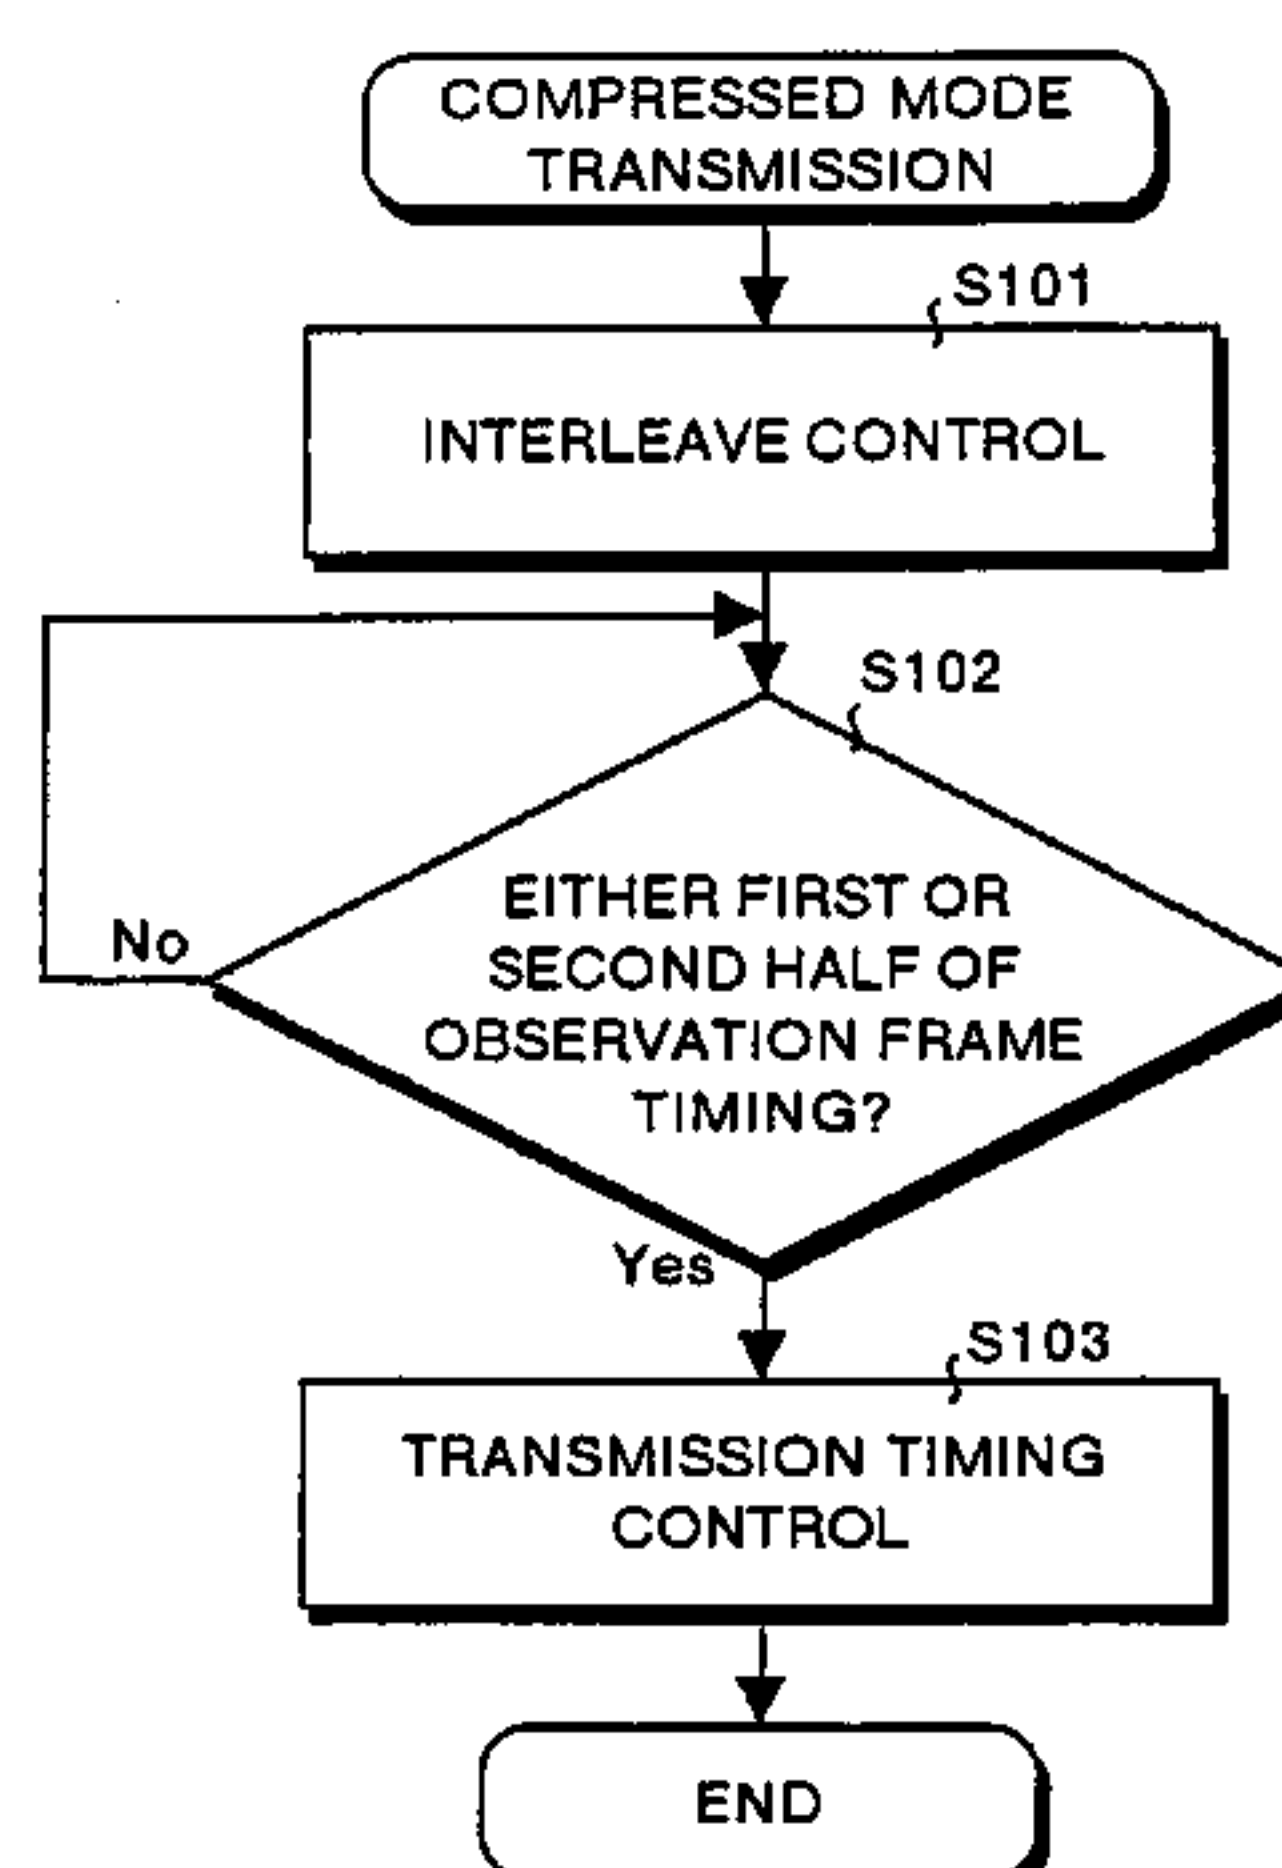 COMPRESSED MODE
TRANSMISSION
S101
INTERLEAVE CONTROL
S102
EITHER FIRST OR
SECOND HALF OF
OBSERVATION FRAME
TIMING?
No
Yes
S103
TRANSMISSION TIMING
CONTROL
END